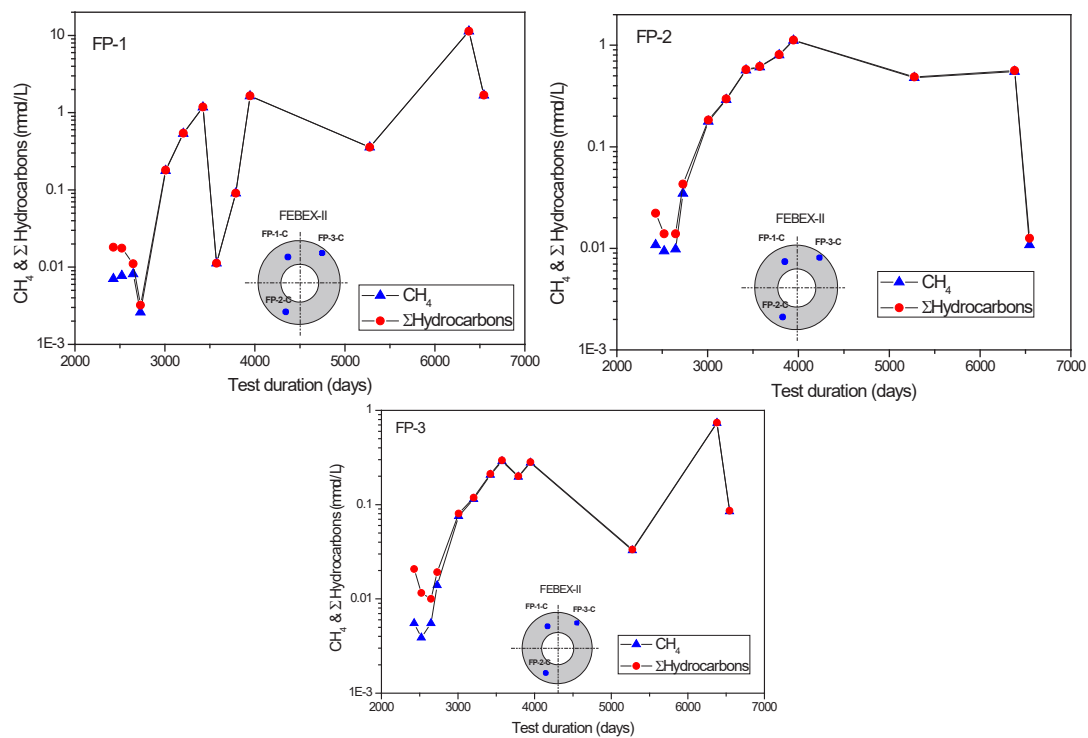 FP-1
CH₄ & Σ Hydrocarbons (mmol/L)
10
1
0.1
0.01
1E-3
2000 3000 4000 5000 6000 7000
Test duration (days)
FEBEX-II
FP-1-C
FP-3-C
FP-2-C
CH₄
ΣHydrocarbons
FP-2
CH₄ & Σ Hydrocarbons (mmol/L)
1
0.1
0.01
1E-3
2000 3000 4000 5000 6000 7000
Test duration (days)
FEBEX-II
FP-1-C
FP-3-C
FP-2-C
CH₄
ΣHydrocarbons
FP-3
CH₄ & Σ Hydrocarbons (mmol/L)
1
0.1
0.01
1E-3
2000 3000 4000 5000 6000 7000
Test duration (days)
FEBEX-II
FP-1-C
FP-3-C
FP-2-C
CH₄
ΣHydrocarbons